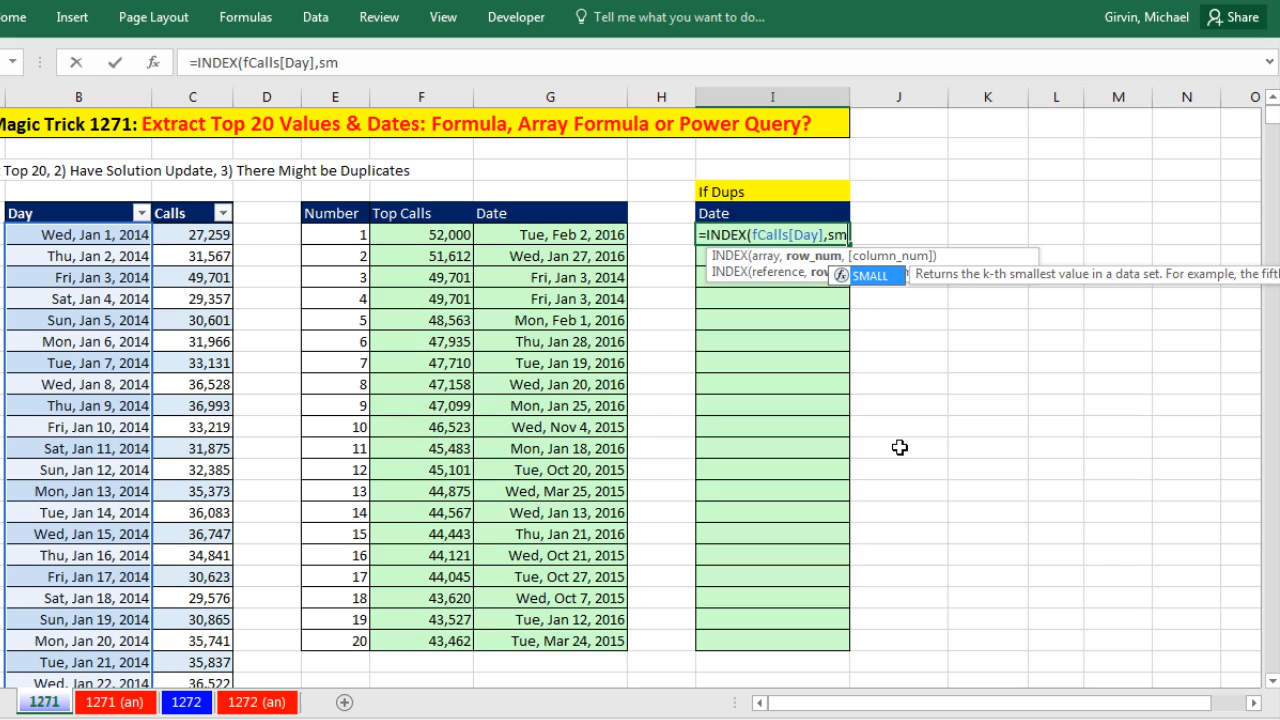 ome Insert Page Layout Formulas Data Review View Developer Tell me what you want to do... Girvin, Michael Share
fx =INDEX(fCalls[Day],sm
B C D E F G H I J K L M N O
Magic Trick 1271: Extract Top 20 Values & Dates: Formula, Array Formula or Power Query?
Top 20, 2) Have Solution Update, 3) There Might be Duplicates
If Dups
Day Calls Number Top Calls Date Date
Wed, Jan 1, 2014 27,259 1 52,000 Tue, Feb 2, 2016 =INDEX(fCalls[Day],sm
Thu, Jan 2, 2014 31,567 2 51,612 Wed, Jan 27, 2016 INDEX(array, row_num, [column_num])
Fri, Jan 3, 2014 49,701 3 49,701 Fri, Jan 3, 2014 INDEX(reference, ro fx SMALL Returns the k-th smallest value in a data set. For example, the fifth
Sat, Jan 4, 2014 29,357 4 49,701 Fri, Jan 3, 2014
Sun, Jan 5, 2014 30,601 5 48,563 Mon, Feb 1, 2016
Mon, Jan 6, 2014 31,966 6 47,935 Thu, Jan 28, 2016
Tue, Jan 7, 2014 33,131 7 47,710 Tue, Jan 19, 2016
Wed, Jan 8, 2014 36,528 8 47,158 Wed, Jan 20, 2016
Thu, Jan 9, 2014 36,993 9 47,099 Mon, Jan 25, 2016
Fri, Jan 10, 2014 33,219 10 46,523 Wed, Nov 4, 2015
Sat, Jan 11, 2014 31,875 11 45,483 Mon, Jan 18, 2016
Sun, Jan 12, 2014 32,385 12 45,101 Tue, Oct 20, 2015
Mon, Jan 13, 2014 35,373 13 44,875 Wed, Mar 25, 2015
Tue, Jan 14, 2014 36,083 14 44,567 Wed, Jan 13, 2016
Wed, Jan 15, 2014 36,747 15 44,443 Thu, Jan 21, 2016
Thu, Jan 16, 2014 34,841 16 44,121 Wed, Oct 21, 2015
Fri, Jan 17, 2014 30,623 17 44,045 Tue, Oct 27, 2015
Sat, Jan 18, 2014 29,576 18 43,620 Wed, Oct 7, 2015
Sun, Jan 19, 2014 30,865 19 43,527 Tue, Jan 12, 2016
Mon, Jan 20, 2014 35,741 20 43,462 Tue, Mar 24, 2015
Tue, Jan 21, 2014 35,837
Wed, Jan 22, 2014 36,522
1271 1271 (an) 1272 1272 (an)